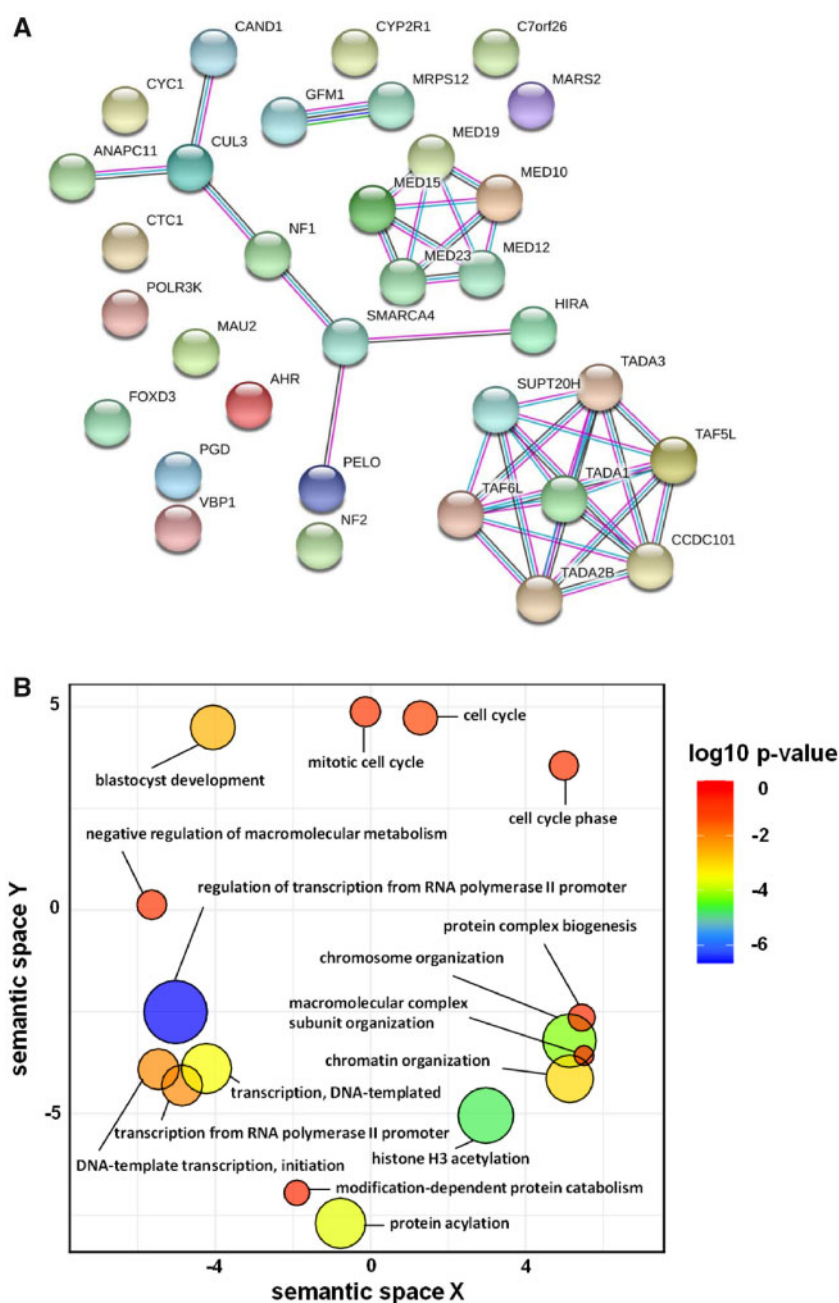 A
CAND1
CYP2R1
C7orf26
CYC1
GFM1
MRPS12
MARS2
ANAPC11
CUL3
MED19
MED15
MED10
CTC1
NF1
MED23
MED12
POLR3K
SMARCA4
HIRA
MAU2
TADA3
SUPT20H
FOXD3
AHR
TAF5L
PGD
PELO
TAF6L
TADA1
VBP1
NF2
CCDC101
TADA2B
B
5
cell cycle
mitotic cell cycle
blastocyst development
cell cycle phase
log10 p-value
0
-2
-4
-6
negative regulation of macromolecular metabolism
regulation of transcription from RNA polymerase II promoter
0
protein complex biogenesis
chromosome organization
macromolecular complex
subunit organization
chromatin organization
semantic space Y
-5
transcription, DNA-templated
transcription from RNA polymerase II promoter
DNA-template transcription, initiation
histone H3 acetylation
modification-dependent protein catabolism
protein acylation
-4
0
4
semantic space X